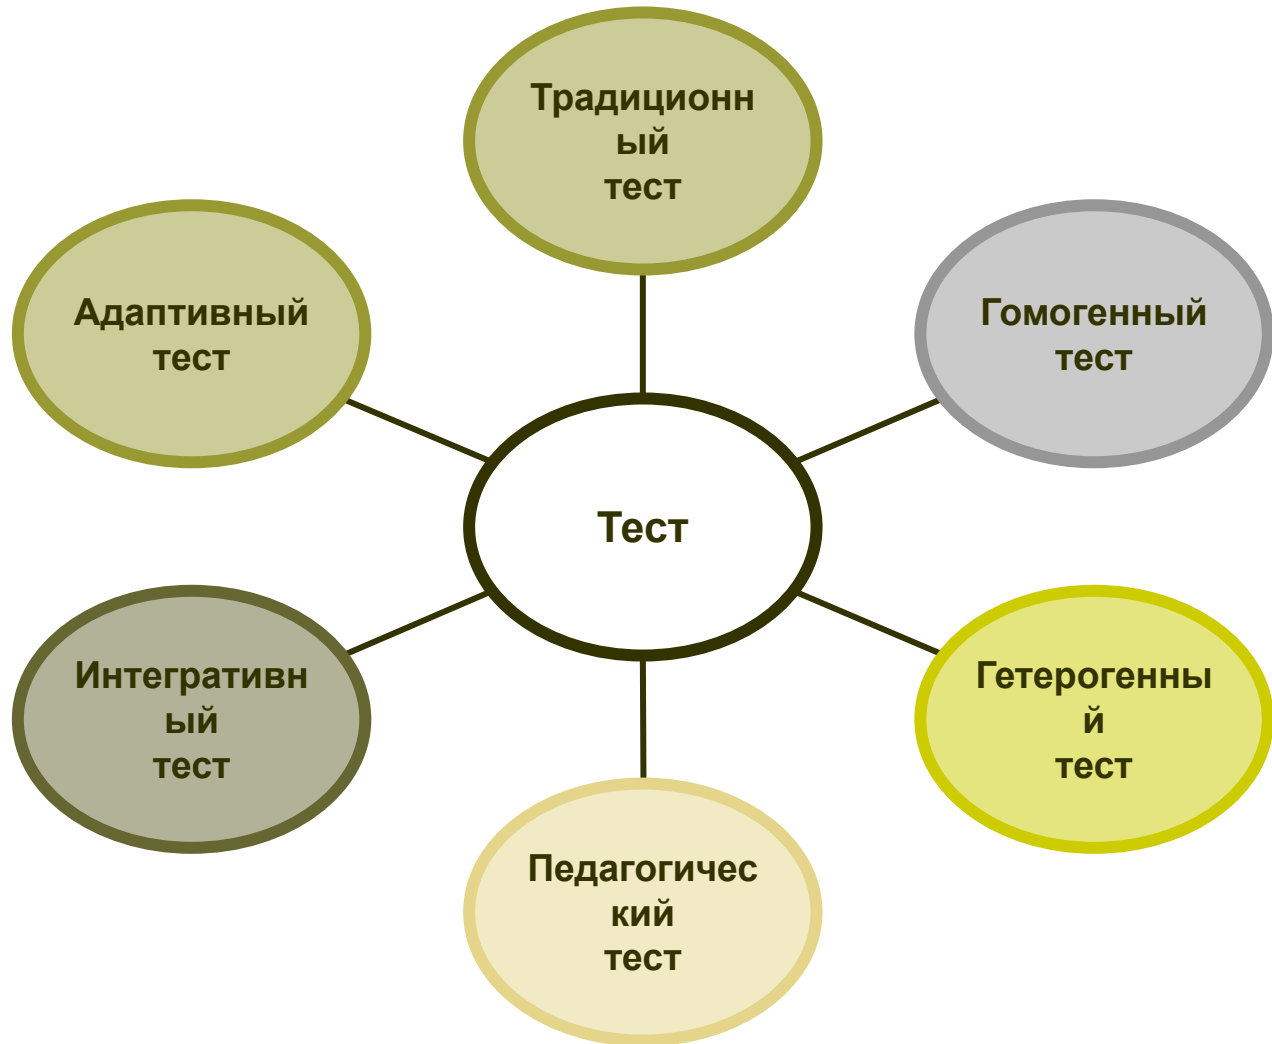 Традиционн
ый
тест
Адаптивный
тест
Гомогенный
тест
Тест
Интегративн
ый
тест
Гетерогенны
й
тест
Педагогичес
кий
тест